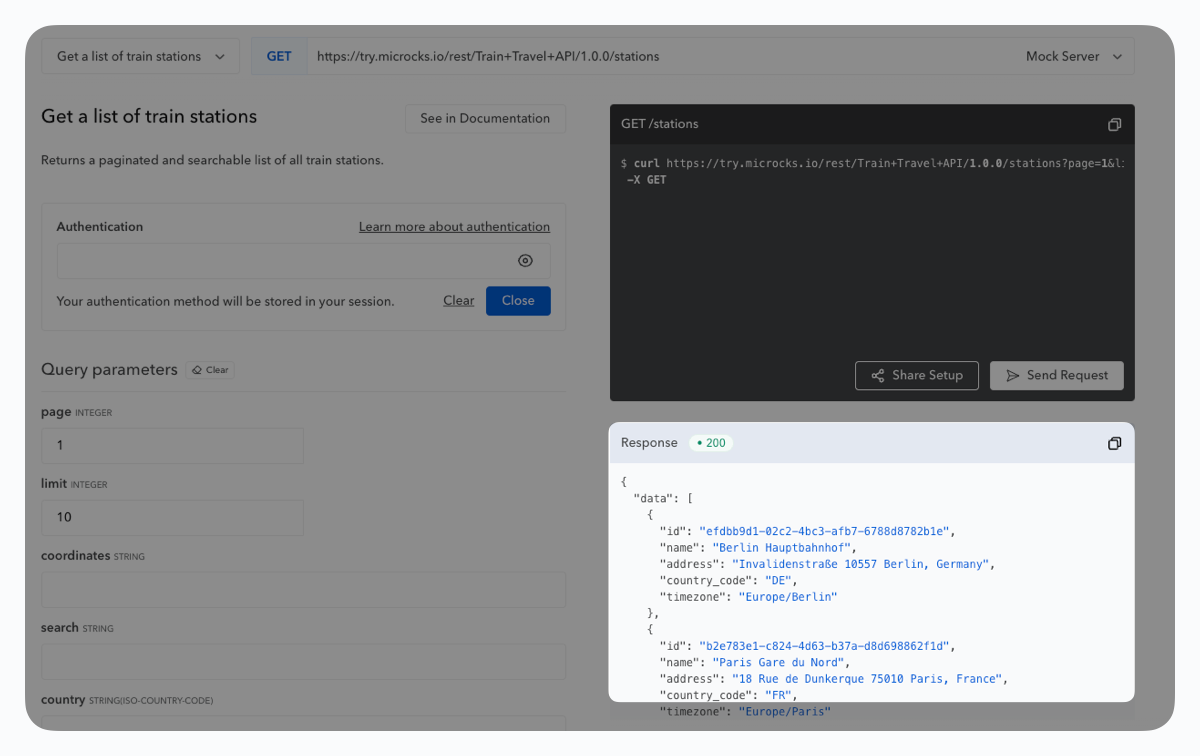 Get a list of train stations
GET
https://try.microcks.io/rest/Train+Travel+API/1.0.0/stations
Mock Server
Get a list of train stations
See in Documentation
Returns a paginated and searchable list of all train stations.
Authentication
Learn more about authentication
Your authentication method will be stored in your session.
Clear
Close
Query parameters
Clear
page INTEGER
1
limit INTEGER
10
coordinates STRING
search STRING
country STRING(ISO-COUNTRY-CODE)
GET /stations
$ curl https://try.microcks.io/rest/Train+Travel+API/1.0.0/stations?page=1&li
-X GET
Share Setup
Send Request
Response
• 200
{
"data": [
{
"id": "efdbb9d1-02c2-4bc3-afb7-6788d8782b1e",
"name": "Berlin Hauptbahnhof",
"address": "Invalidenstraße 10557 Berlin, Germany",
"country_code": "DE",
"timezone": "Europe/Berlin"
},
{
"id": "b2e783e1-c824-4d63-b37a-d8d698862f1d",
"name": "Paris Gare du Nord",
"address": "18 Rue de Dunkerque 75010 Paris, France",
"country_code": "FR",
"timezone": "Europe/Paris"